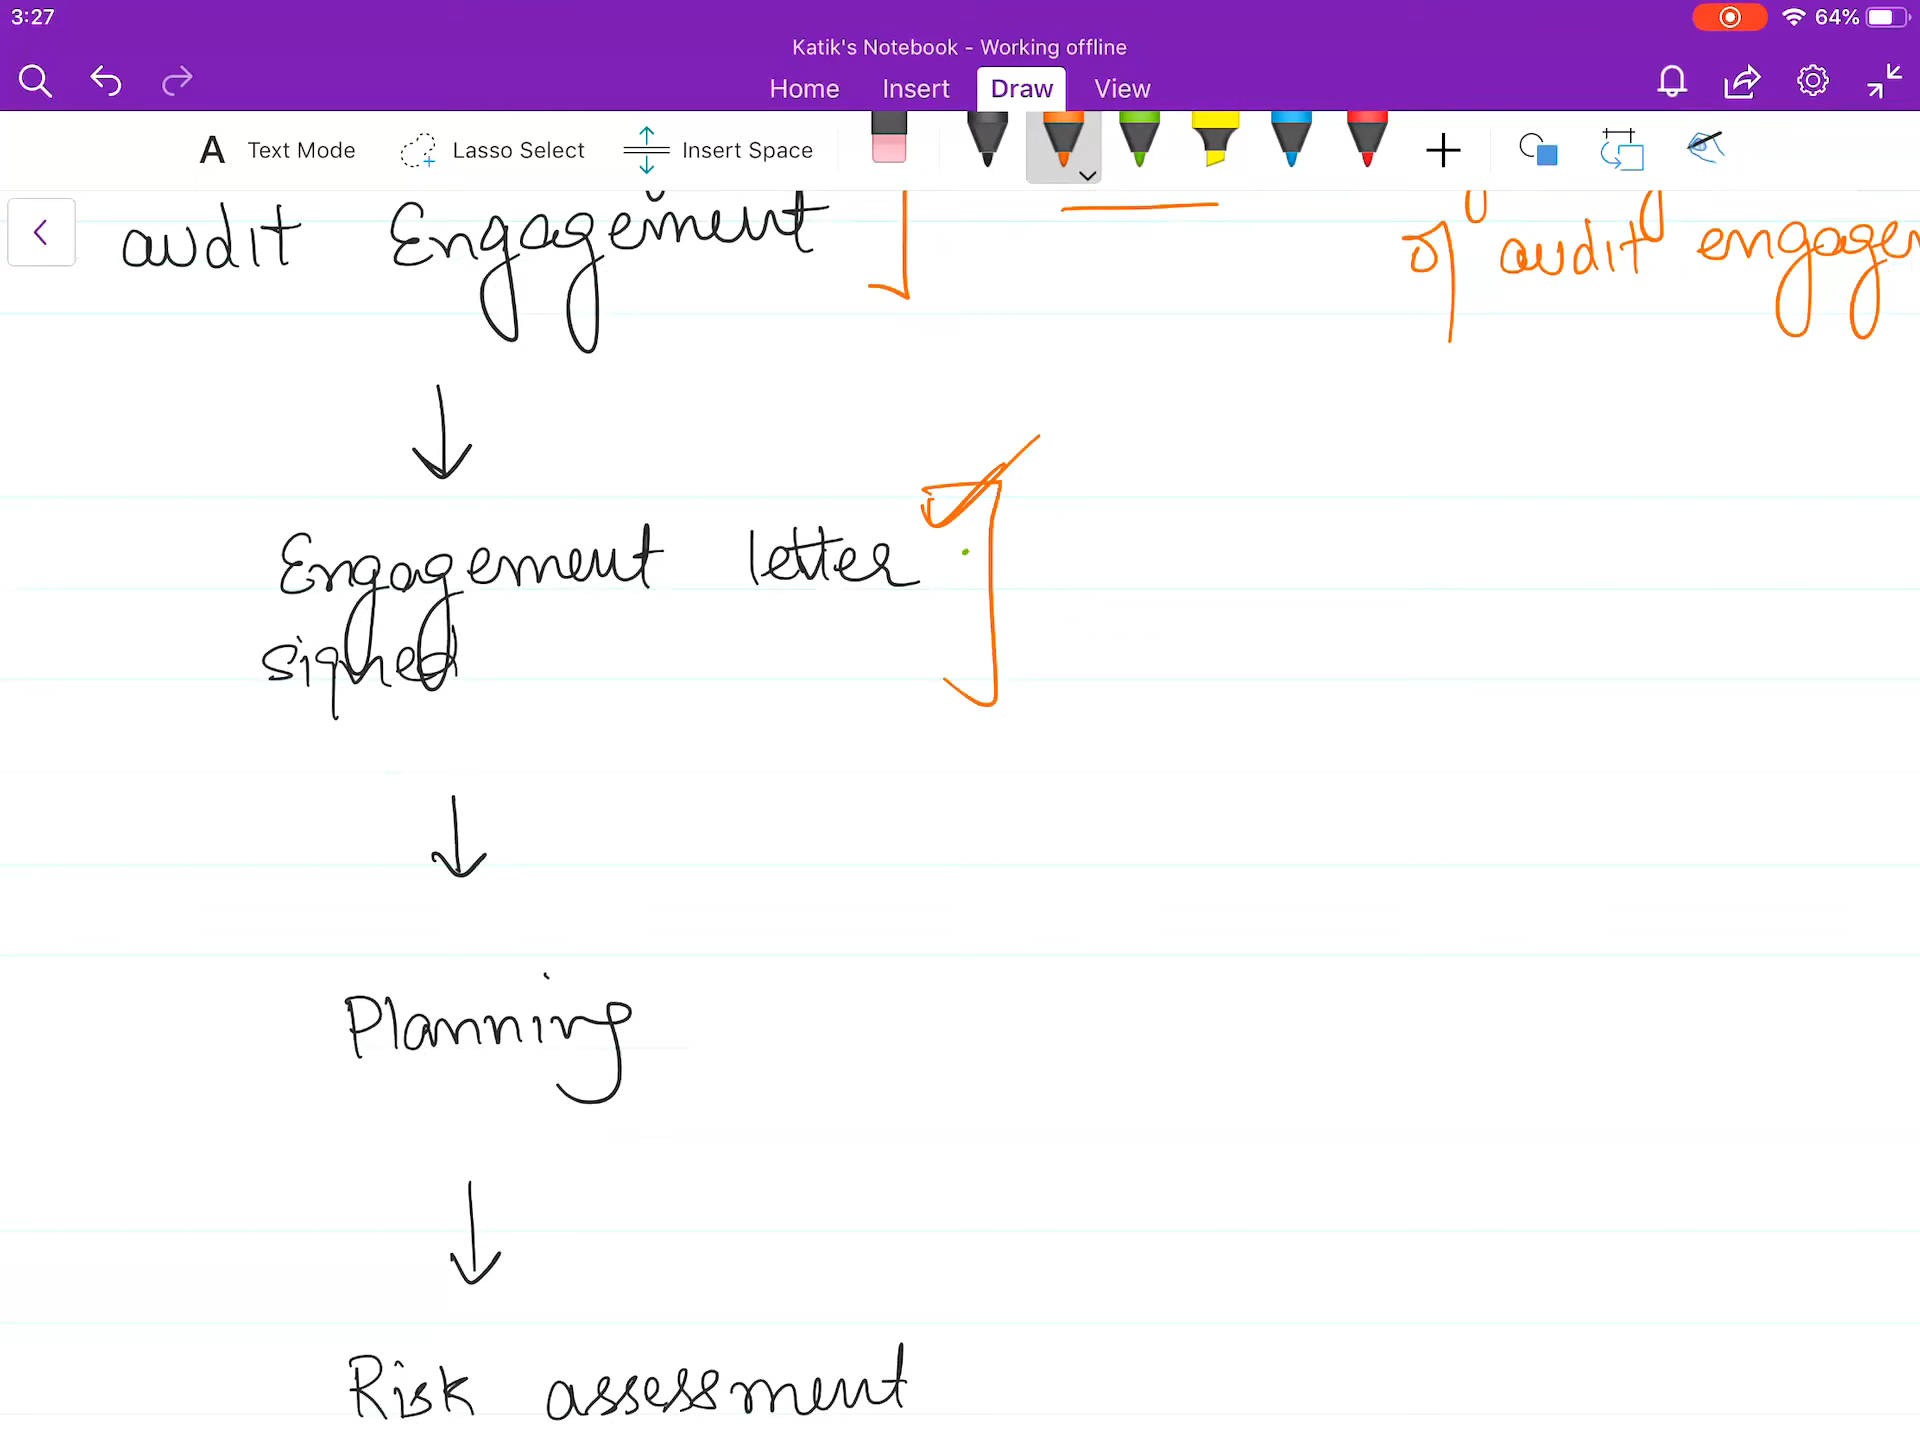 3:27
64%
Katik's Notebook - Working offline
Home Insert Draw View
A Text Mode Lasso Select Insert Space
audit Engagement
of audit
Engagement letter
signed
Planning
Risk assessment